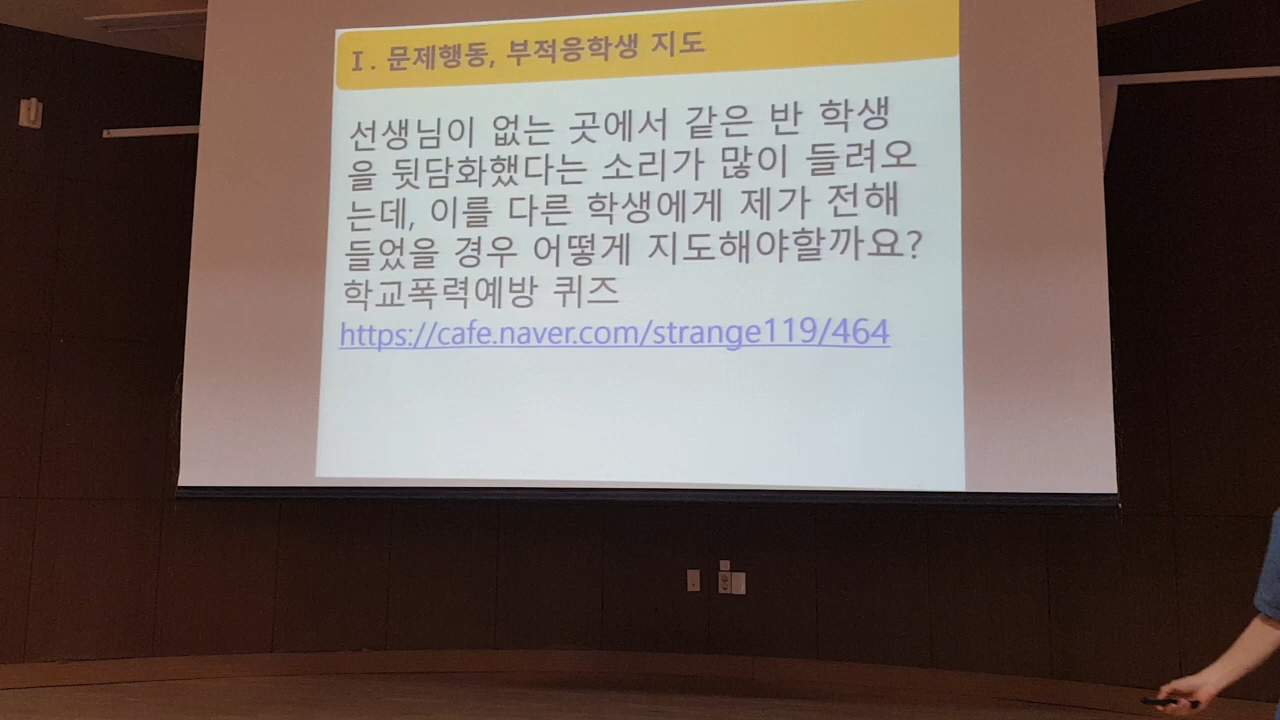 I. 문제행동, 부적응학생 지도
선생님이 없는 곳에서 같은 반 학생
을 뒷담화했다는 소리가 많이 들려오
는데, 이를 다른 학생에게 제가 전해
들었을 경우 어떻게 지도해야할까요?
학교폭력예방 퀴즈
https://cafe.naver.com/strange119/464